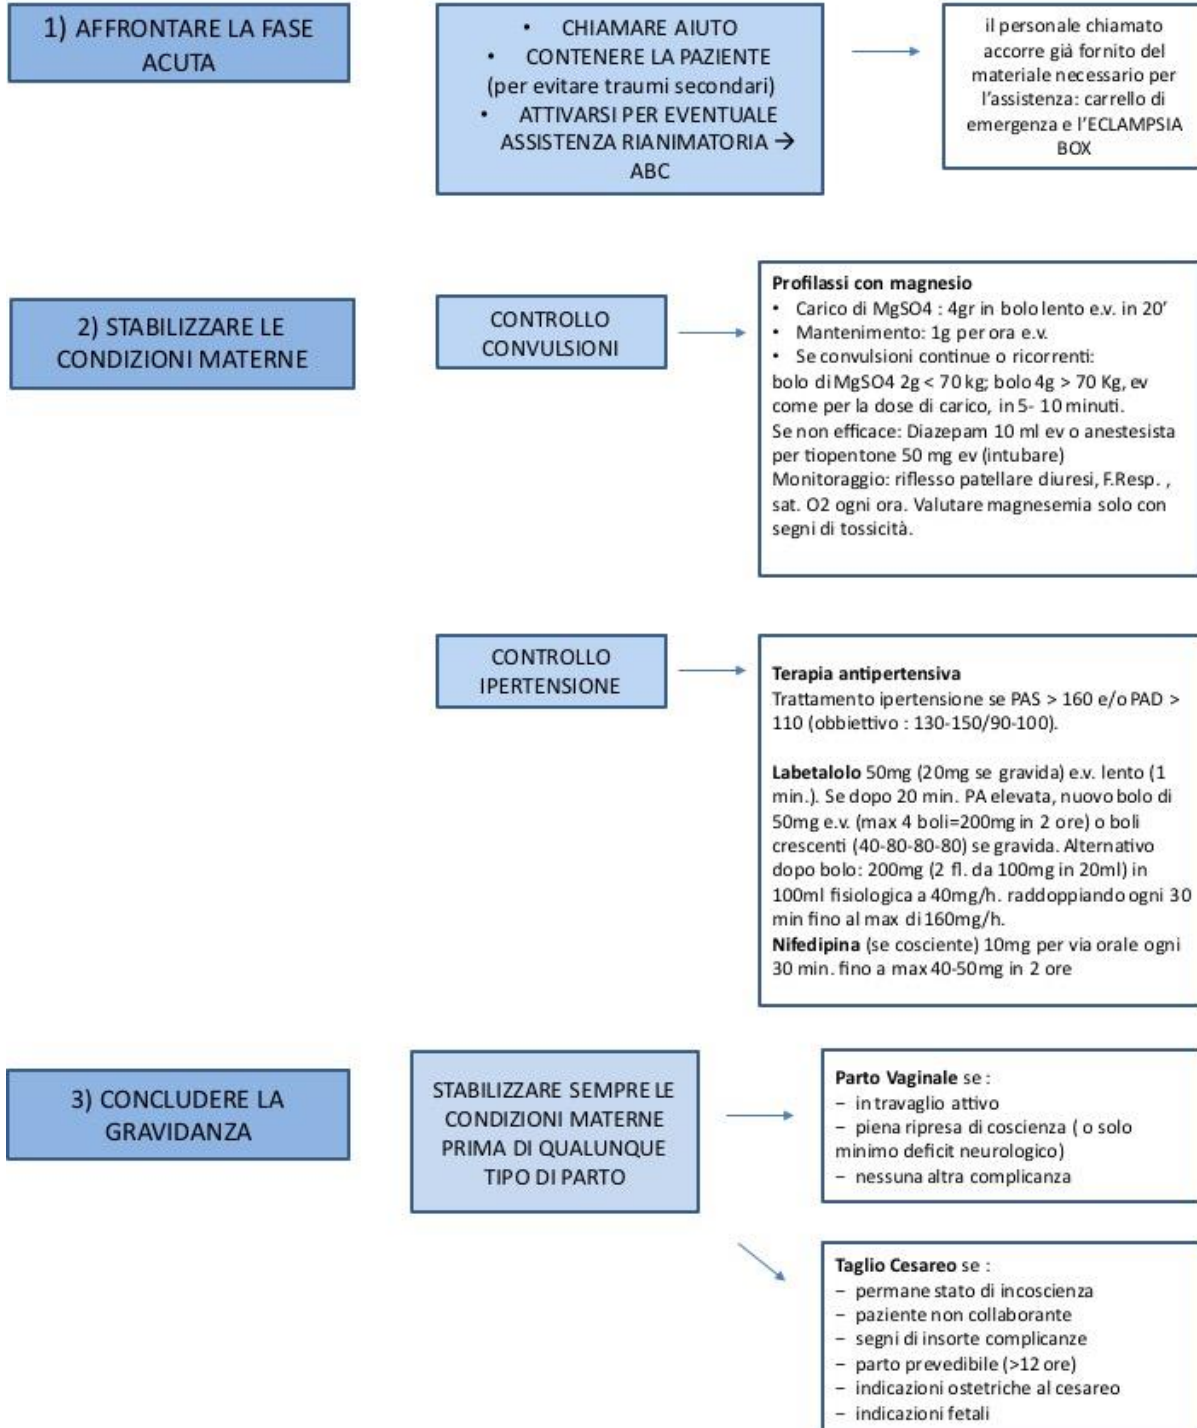 1) AFFRONTARE LA FASE
ACUTA
• CHIAMARE AIUTO
• CONTENERE LA PAZIENTE
(per evitare traumi secondari)
• ATTIVARSI PER EVENTUALE
ASSISTENZA RIANIMATORIA →
ABC
il personale chiamato
accorre già fornito del
materiale necessario per
l'assistenza: carrello di
emergenza e l'ECLAMPSIA
BOX
2) STABILIZZARE LE
CONDIZIONI MATERNE
CONTROLLO
CONVULSIONI
Profilassi con magnesio
• Carico di MgSO4 : 4gr in bolo lento e.v. in 20'
• Mantenimento: 1g per ora e.v.
• Se convulsioni continue o ricorrenti:
bolo di MgSO4 2g < 70 kg; bolo 4g > 70 Kg, ev
come per la dose di carico, in 5- 10 minuti.
Se non efficace: Diazepam 10 ml ev o anestesista
per tiopentone 50 mg ev (intubare)
Monitoraggio: riflesso patellare diuresi, F.Resp. ,
sat. O2 ogni ora. Valutare magnesemia solo con
segni di tossicità.
CONTROLLO
IPERTENSIONE
Terapia antipertensiva
Trattamento ipertensione se PAS > 160 e/o PAD >
110 (obbiettivo : 130-150/90-100).
Labetalolo 50mg (20mg se gravida) e.v. lento (1
min.). Se dopo 20 min. PA elevata, nuovo bolo di
50mg e.v. (max 4 boli=200mg in 2 ore) o boli
crescenti (40-80-80-80) se gravida. Alternativo
dopo bolo: 200mg (2 fl. da 100mg in 20ml) in
100ml fisiologica a 40mg/h. raddoppiando ogni 30
min fino al max di 160mg/h.
Nifedipina (se cosciente) 10mg per via orale ogni
30 min. fino a max 40-50mg in 2 ore
3) CONCLUDERE LA
GRAVIDANZA
STABILIZZARE SEMPRE LE
CONDIZIONI MATERNE
PRIMA DI QUALUNQUE
TIPO DI PARTO
Parto Vaginale se :
− in travaglio attivo
− piena ripresa di coscienza ( o solo
minimo deficit neurologico)
− nessuna altra complicanza
Taglio Cesareo se :
− permane stato di incoscienza
− paziente non collaborante
− segni di insorte complicanze
− parto prevedibile (>12 ore)
− indicazioni ostetriche al cesareo
− indicazioni fetali